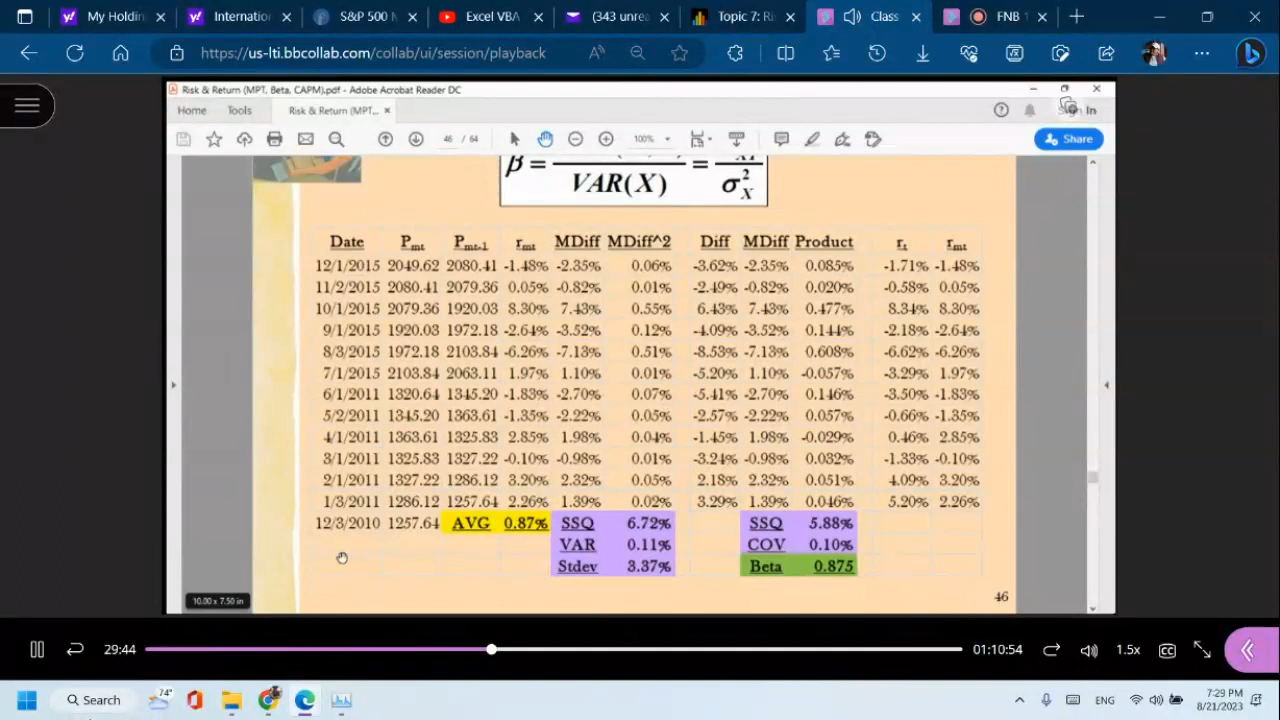 My Holdin
Internation
S&P 500 M
Excel VBA
(343 unrea
Topic 7: Ri
Class
FNB 1
https://us-lti.bbcollab.com/collab/ui/session/playback
Risk & Return (MPT, Beta, CAPM).pdf - Adobe Acrobat Reader DC
Home Tools Risk & Return (MPT... × Sign In
46 / 64 100% Share
β = VAR(X) = σ²X
Date Pmt Pmt-1 rmt MDiff MDiff^2 Diff MDiff Product rt rmt
12/1/2015 2049.62 2080.41 -1.48% -2.35% 0.06% -3.62% -2.35% 0.085% -1.71% -1.48%
11/2/2015 2080.41 2079.36 0.05% -0.82% 0.01% -2.49% -0.82% 0.020% -0.58% 0.05%
10/1/2015 2079.36 1920.03 8.30% 7.43% 0.55% 6.43% 7.43% 0.477% 8.34% 8.30%
9/1/2015 1920.03 1972.18 -2.64% -3.52% 0.12% -4.09% -3.52% 0.144% -2.18% -2.64%
8/3/2015 1972.18 2103.84 -6.26% -7.13% 0.51% -8.53% -7.13% 0.608% -6.62% -6.26%
7/1/2015 2103.84 2063.11 1.97% 1.10% 0.01% -5.20% 1.10% -0.057% -3.29% 1.97%
6/1/2011 1320.64 1345.20 -1.83% -2.70% 0.07% -5.41% -2.70% 0.146% -3.50% -1.83%
5/2/2011 1345.20 1363.61 -1.35% -2.22% 0.05% -2.57% -2.22% 0.057% -0.66% -1.35%
4/1/2011 1363.61 1325.83 2.85% 1.98% 0.04% -1.45% 1.98% -0.029% 0.46% 2.85%
3/1/2011 1325.83 1327.22 -0.10% -0.98% 0.01% -3.24% -0.98% 0.032% -1.33% -0.10%
2/1/2011 1327.22 1286.12 3.20% 2.32% 0.05% 2.18% 2.32% 0.051% 4.09% 3.20%
1/3/2011 1286.12 1257.64 2.26% 1.39% 0.02% 3.29% 1.39% 0.046% 5.20% 2.26%
12/3/2010 1257.64 AVG 0.87% SSQ 6.72% SSQ 5.88%
VAR 0.11% COV 0.10%
Stdev 3.37% Beta 0.875
46
10.00 x 7.50 in
29:44 01:10:54 1.5x CC
Search 74° ENG 7:29 PM
8/21/2023